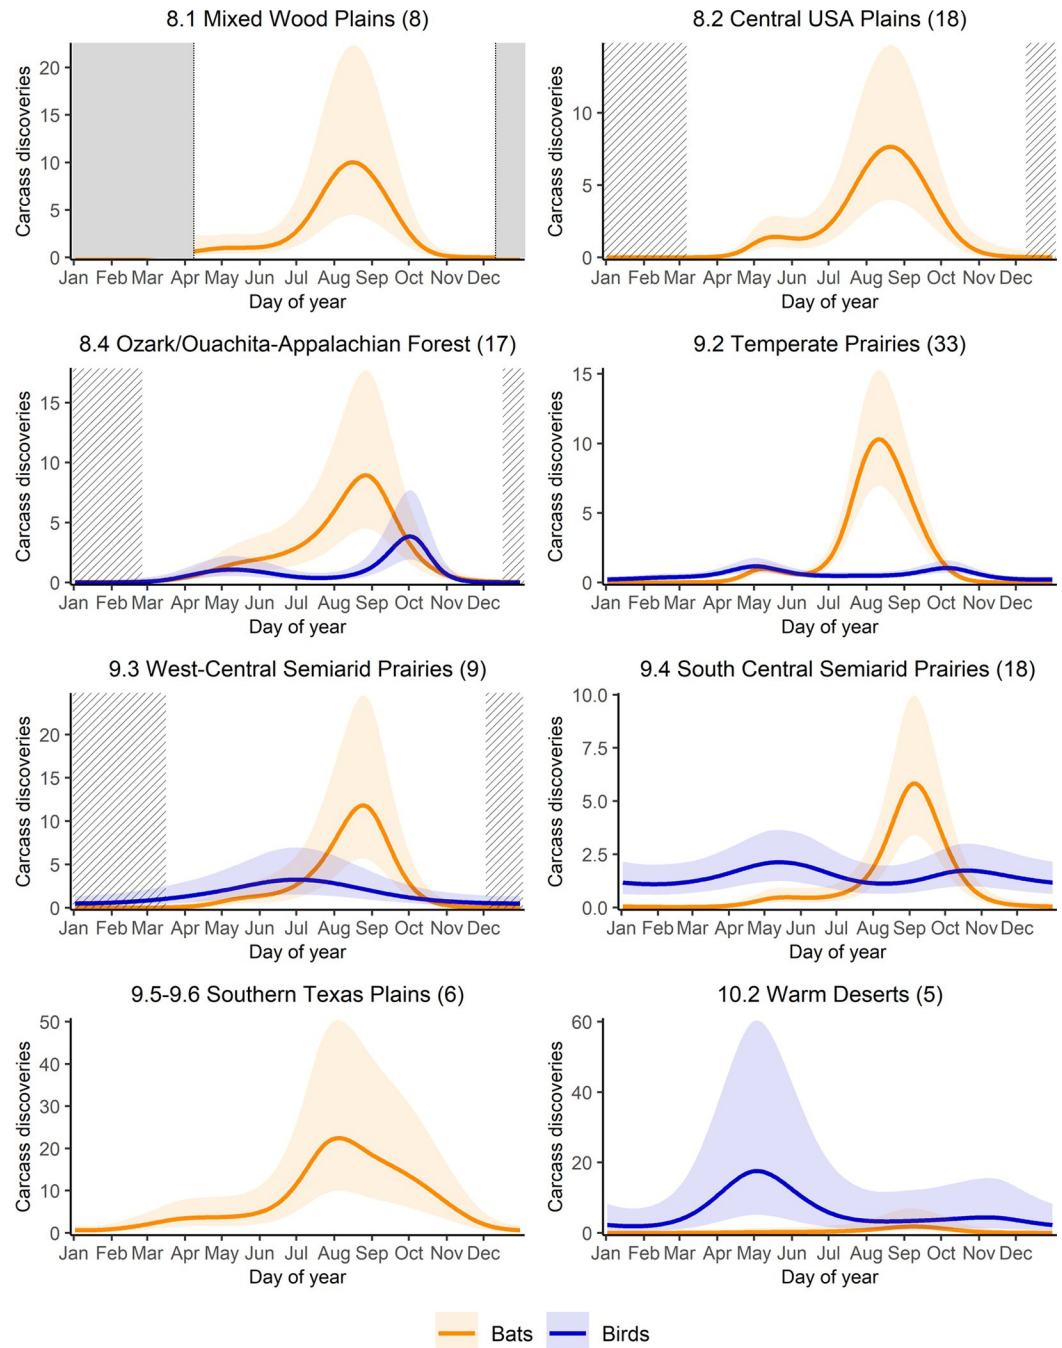 8.1 Mixed Wood Plains (8)
Carcass discoveries
20
15
10
5
0
Jan Feb Mar Apr May Jun Jul Aug Sep Oct Nov Dec
Day of year
8.2 Central USA Plains (18)
Carcass discoveries
10
5
0
Jan Feb Mar Apr May Jun Jul Aug Sep Oct Nov Dec
Day of year
8.4 Ozark/Ouachita-Appalachian Forest (17)
Carcass discoveries
15
10
5
0
Jan Feb Mar Apr May Jun Jul Aug Sep Oct Nov Dec
Day of year
9.2 Temperate Prairies (33)
Carcass discoveries
15
10
5
0
Jan Feb Mar Apr May Jun Jul Aug Sep Oct Nov Dec
Day of year
9.3 West-Central Semiarid Prairies (9)
Carcass discoveries
20
15
10
5
0
Jan Feb Mar Apr May Jun Jul Aug Sep Oct Nov Dec
Day of year
9.4 South Central Semiarid Prairies (18)
Carcass discoveries
10.0
7.5
5.0
2.5
0.0
Jan Feb Mar Apr May Jun Jul Aug Sep Oct Nov Dec
Day of year
9.5-9.6 Southern Texas Plains (6)
Carcass discoveries
50
40
30
20
10
0
Jan Feb Mar Apr May Jun Jul Aug Sep Oct Nov Dec
Day of year
10.2 Warm Deserts (5)
Carcass discoveries
60
40
20
0
Jan Feb Mar Apr May Jun Jul Aug Sep Oct Nov Dec
Day of year
Bats Birds